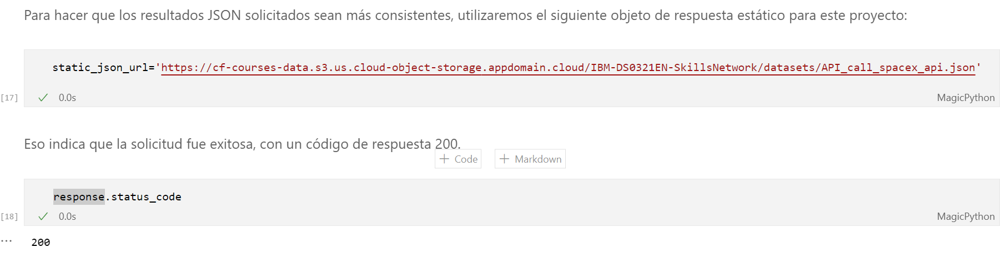 Para hacer que los resultados JSON solicitados sean más consistentes, utilizaremos el siguiente objeto de respuesta estático para este proyecto:
static_json_url='https://cf-courses-data.s3.us.cloud-object-storage.appdomain.cloud/IBM-DS0321EN-SkillsNetwork/datasets/API_call_spacex_api.json'
[17] ✓ 0.0s MagicPython
Eso indica que la solicitud fue exitosa, con un código de respuesta 200.
+ Code + Markdown
response.status_code
[18] ✓ 0.0s MagicPython
... 200